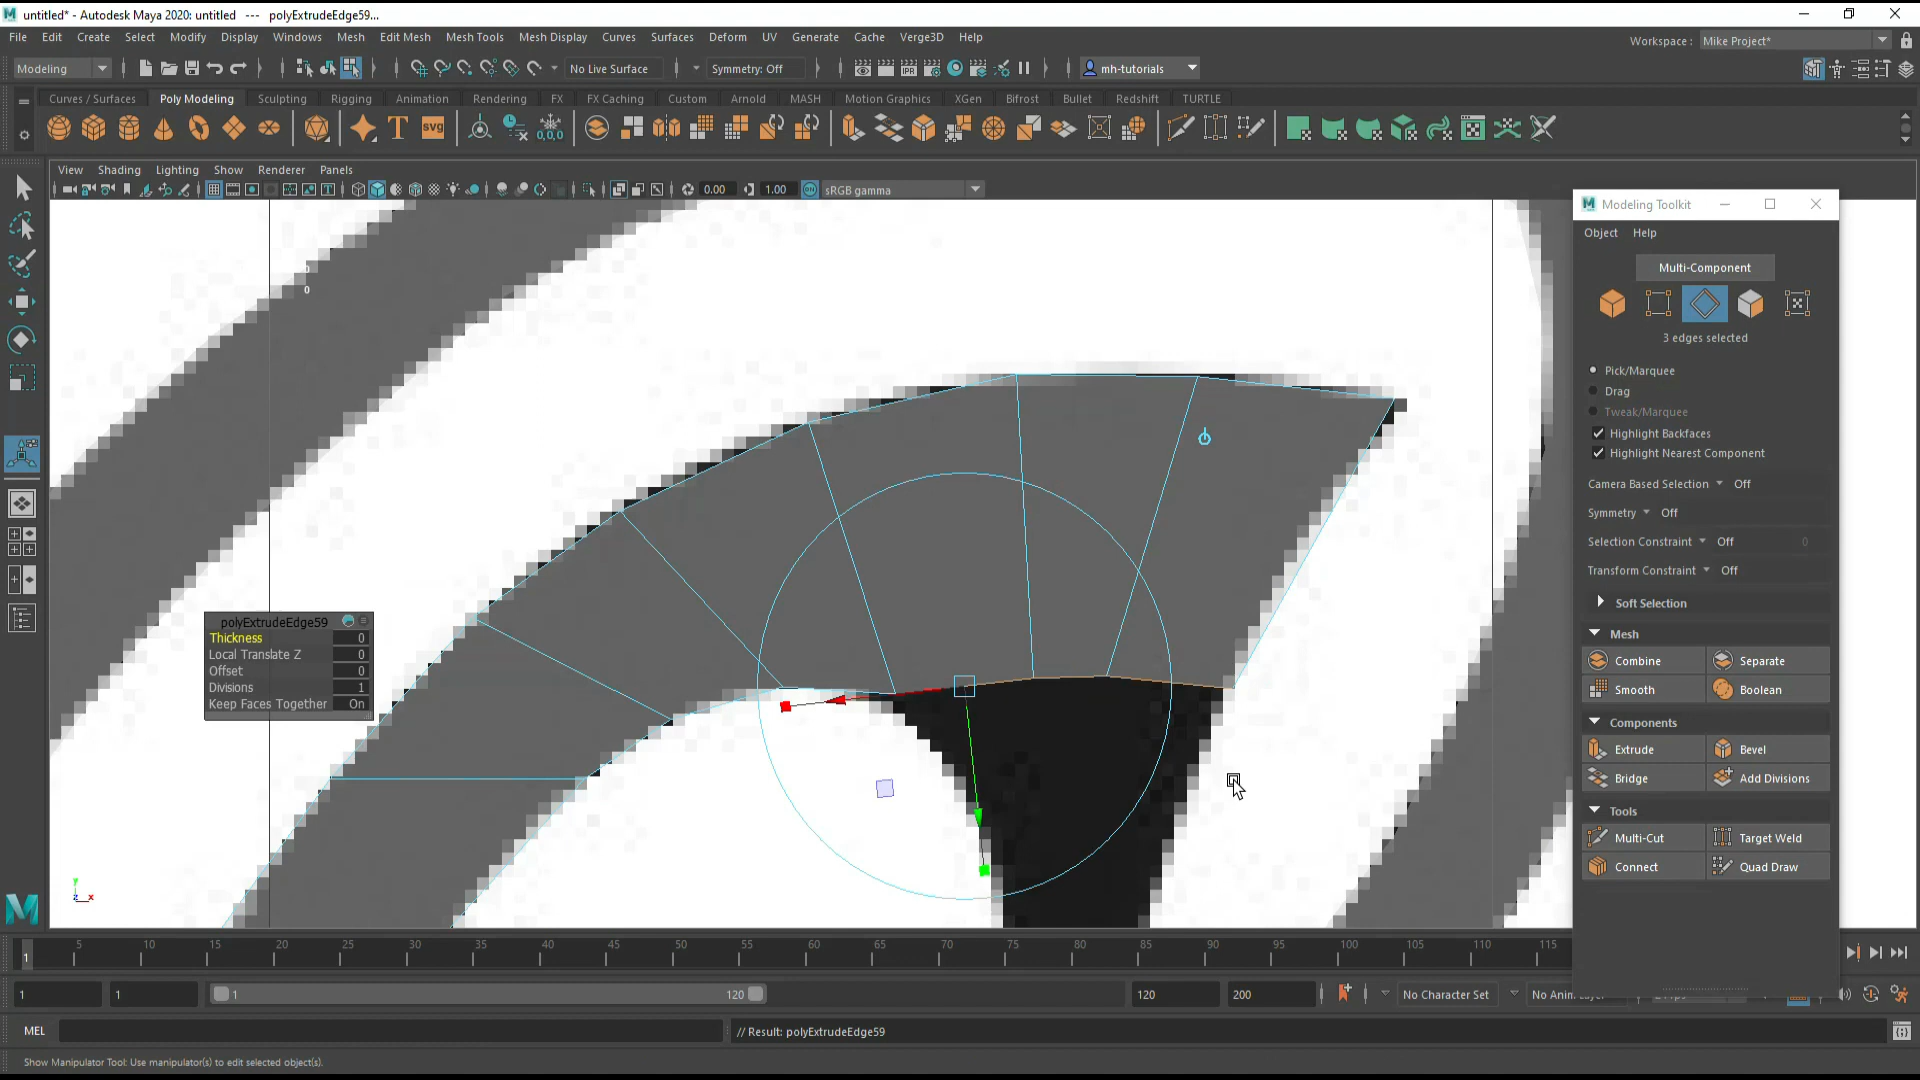 untitled* - Autodesk Maya 2020: untitled --- polyExtrudeEdge59...
File Edit Create Select Modify Display Windows Mesh Edit Mesh Mesh Tools Mesh Display Curves Surfaces Deform UV Generate Cache Verge3D Help
Workspace : Mike Project*
Modeling No Live Surface Symmetry: Off mh-tutorials
Curves / Surfaces Poly Modeling Sculpting Rigging Animation Rendering FX FX Caching Custom Arnold MASH Motion Graphics XGen Bifrost Bullet Redshift TURTLE
View Shading Lighting Show Renderer Panels
0.00 1.00 sRGB gamma
0
polyExtrudeEdge59
Thickness 0
Local Translate Z 0
Offset 0
Divisions 1
Keep Faces Together On
Modeling Toolkit
Object Help
Multi-Component
3 edges selected
Pick/Marquee
Drag
Tweak/Marquee
Highlight Backfaces
Highlight Nearest Component
Camera Based Selection Off
Symmetry Off
Selection Constraint Off 0
Transform Constraint Off
Soft Selection
Mesh
Combine Separate
Smooth Boolean
Components
Extrude Bevel
Bridge Add Divisions
Tools
Multi-Cut Target Weld
Connect Quad Draw
5 10 15 20 25 30 35 40 45 50 55 60 65 70 75 80 85 90 95 100 105 110 115
1
1 1 1 120 120 200 No Character Set
MEL // Result: polyExtrudeEdge59
Show Manipulator Tool: Use manipulator(s) to edit selected object(s).